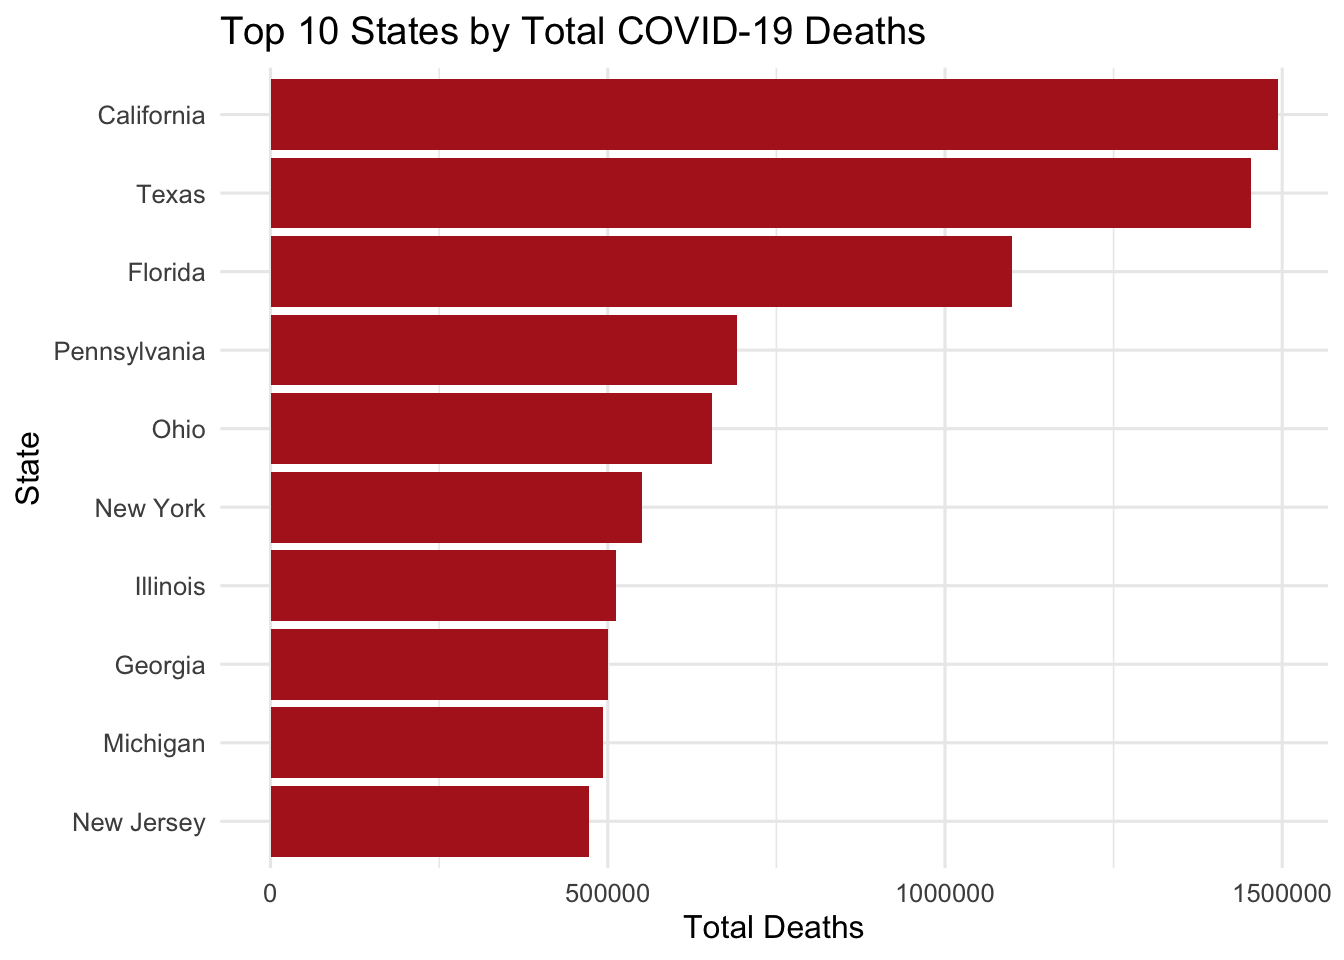 Top 10 States by Total COVID-19 Deaths
California
Texas
Florida
Pennsylvania
Ohio
New York
Illinois
Georgia
Michigan
New Jersey
State
0 500000 1000000 1500000
Total Deaths